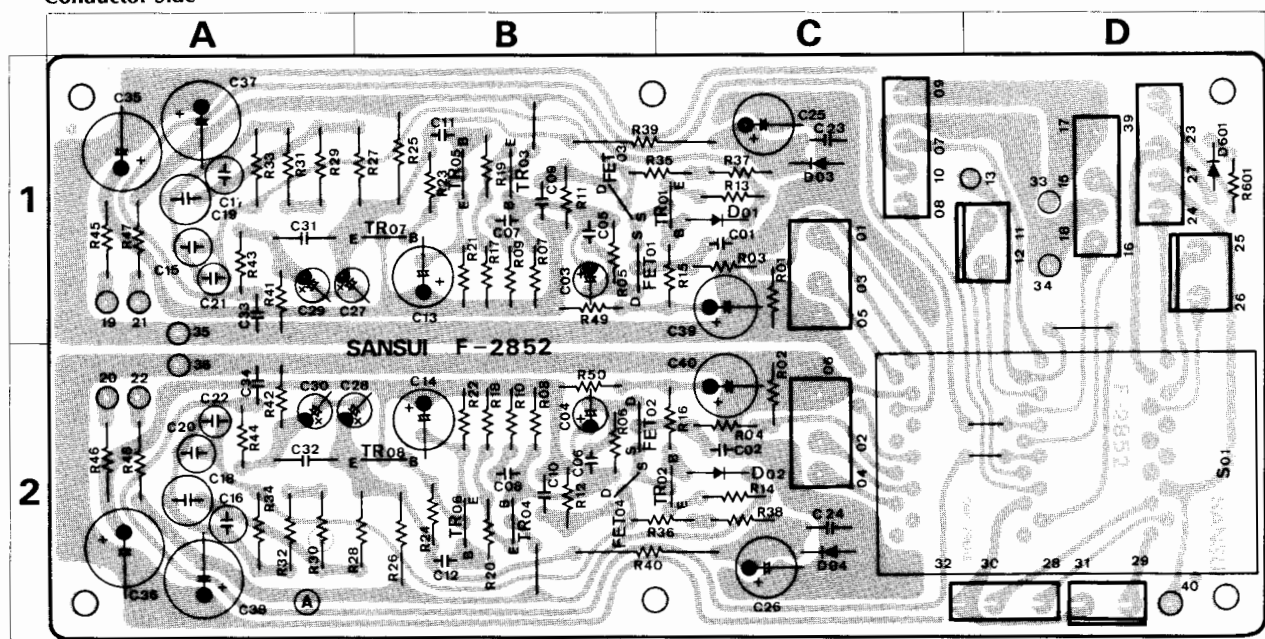 Conductor Side
A B C D
1
C35 C37 C11 C25 C23 09 17 39 23 D601
R33 R31 R29 R27 R25 R23 TR05 B E R19 TR03 E B C09 R11 R39 FET03 D S R35 R37 D03 07 10 08 13 33 15 27 24 R601
C17 C19 C05 TR01 E B R13 D01 C01 R03
R45 R47 C31 E TR07 B C07 01 11 12 18 16 25
C15 C21 R43 R41 C33 C29 C27 C13 R21 R17 R09 R07 C03 R05 FET01 S D R15 R01 03 05 34 26
R49 C39
19 21 35
SANSUI F-2852
36
20 22 C34 R42 C30 C28 C14 R22 R18 R10 R08 R50 C04 R06 FET02 D S C40 R02 06
C22 C20 R44 R16 R04 C02 02 04
R46 R48 C32 E TR08 B C06 D02 F-2852 S01
2
C18 C16 R34 C08 C10 R12 TR02 B E R14
R32 R30 R28 R26 R24 TR06 E B TR04 B E R20 D S FET04 R36 R38 C24 D04
C36 C38 A C12 R40 C26 32 30 28 31 29 40